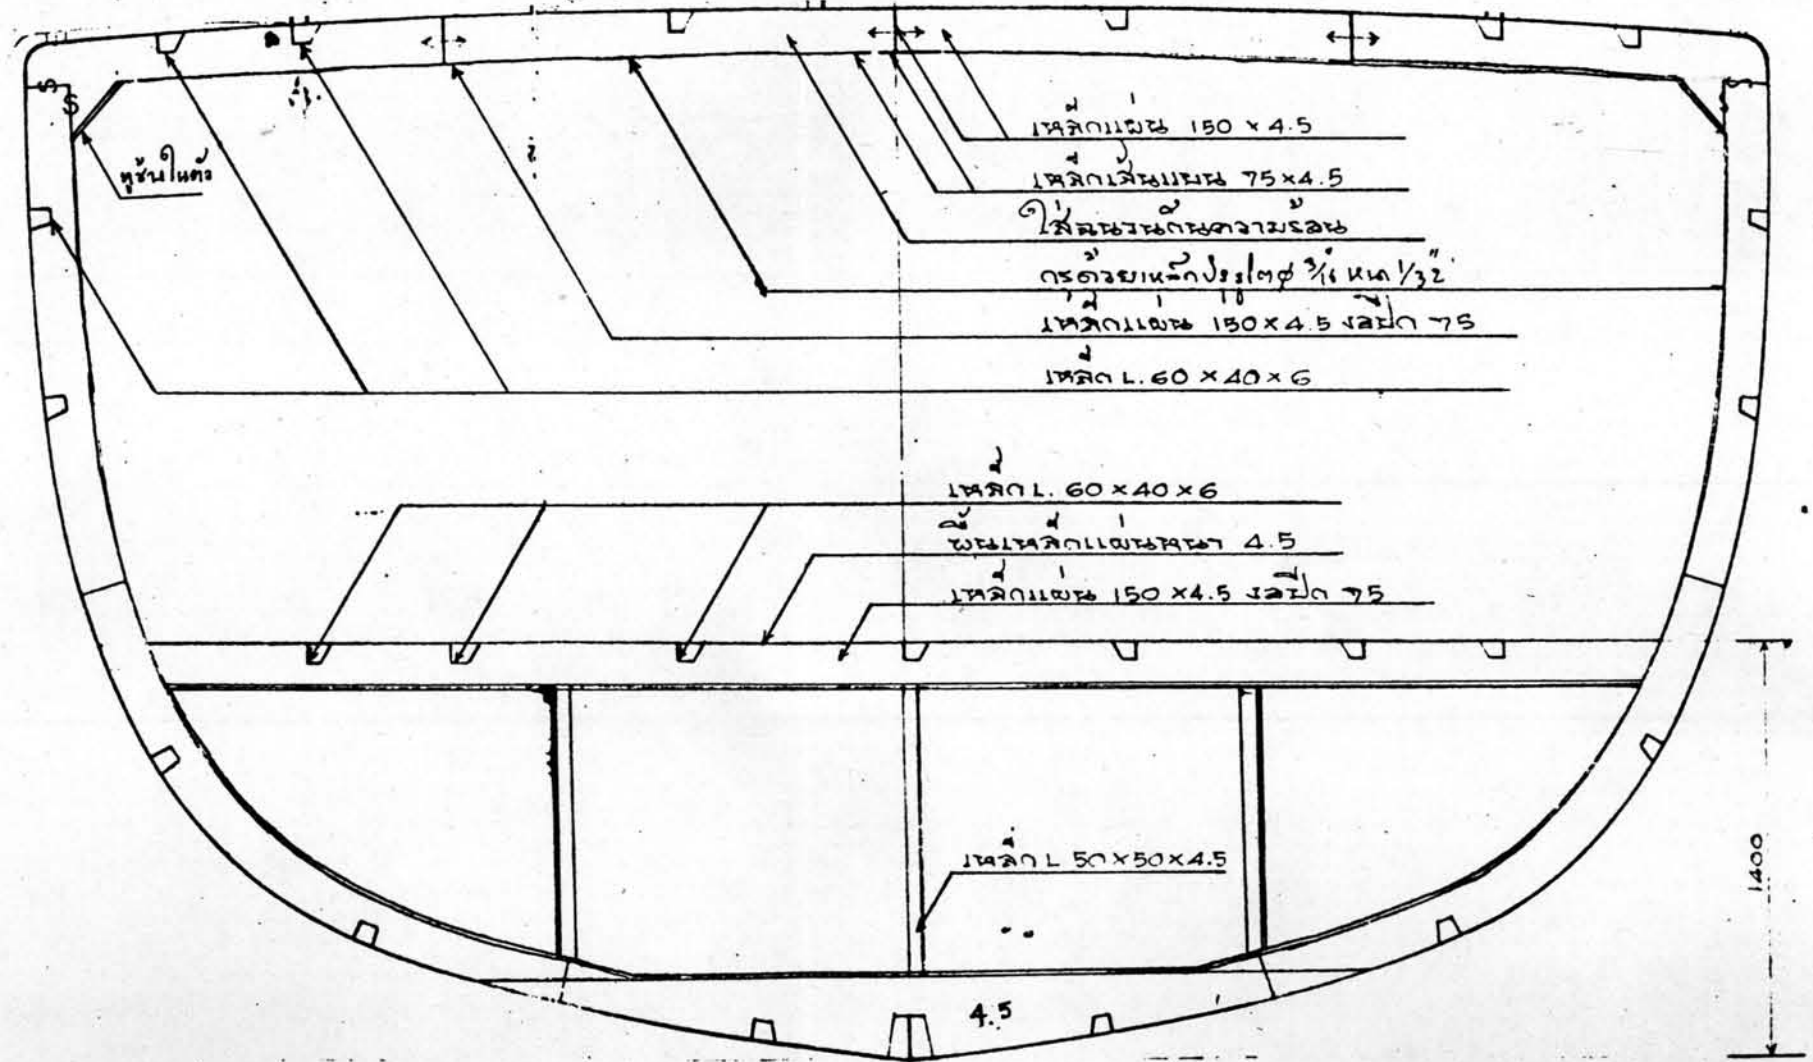 เหล็กแผ่น 150 × 4.5
หูช้างในตัว
เหล็กเส้นแบน 75×4.5
ใส่ฉนวนกันความร้อน
กรุด้วยเหล็กปรุโตφ 3/16 หนา 1/32"
เหล็กแผ่น 150×4.5 งอปีก 75
เหล็ก L. 60 × 40 × 6
เหล็ก L. 60 × 40 × 6
พื้นเหล็กแผ่นหนา 4.5
เหล็กแผ่น 150 ×4.5 งอปีก 75
เหล็ก L 50×50×4.5
1400
4.5